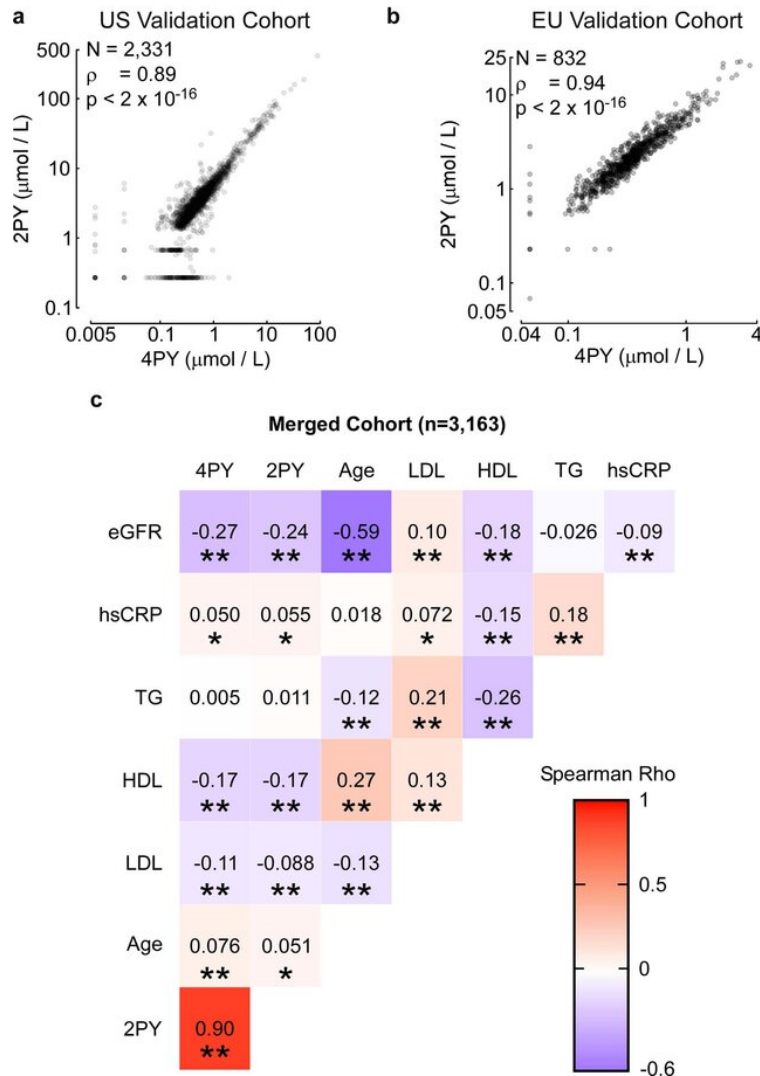 a
US Validation Cohort
N = 2,331
ρ = 0.89
p < 2 x 10-16
500
100
10
1
0.1
2PY (μmol / L)
0.005
0.1
1
10
100
4PY (μmol / L)
b
EU Validation Cohort
N = 832
ρ = 0.94
p < 2 x 10-16
25
10
1
0.1
0.05
2PY (μmol / L)
0.04
0.1
1
4
4PY (μmol / L)
c
Merged Cohort (n=3,163)
4PY 2PY Age LDL HDL TG hsCRP
eGFR -0.27 -0.24 -0.59 0.10 -0.18 -0.026 -0.09
** ** ** ** ** **
hsCRP 0.050 0.055 0.018 0.072 -0.15 0.18
* * * ** **
TG 0.005 0.011 -0.12 0.21 -0.26
** ** **
HDL -0.17 -0.17 0.27 0.13
** ** ** **
LDL -0.11 -0.088 -0.13
** ** **
Age 0.076 0.051
** *
2PY 0.90
**
Spearman Rho
1
0.5
0
-0.6